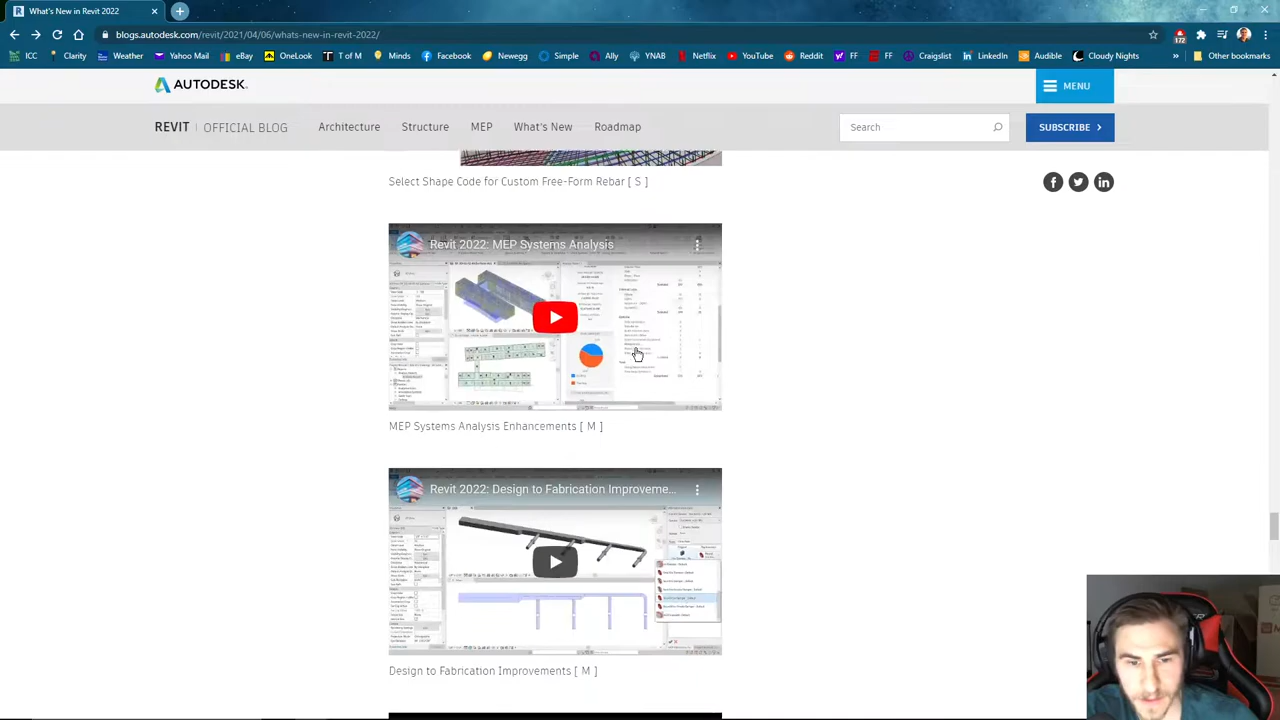 What's New in Revit 2022
blogs.autodesk.com/revit/2021/04/06/whats-new-in-revit-2022/
172
ICC Clarity Weather Yahoo Mail eBay OneLook T of M Minds Facebook Newegg Simple Ally YNAB Netflix YouTube Reddit FF FF Craigslist LinkedIn Audible Cloudy Nights » Other bookmarks
AUTODESK.
MENU
REVIT | OFFICIAL BLOG Architecture Structure MEP What's New Roadmap Search SUBSCRIBE
Select Shape Code for Custom Free-Form Rebar [ S ]
Revit 2022: MEP Systems Analysis
MEP Systems Analysis Enhancements [ M ]
Revit 2022: Design to Fabrication Improveme...
Design to Fabrication Improvements [ M ]